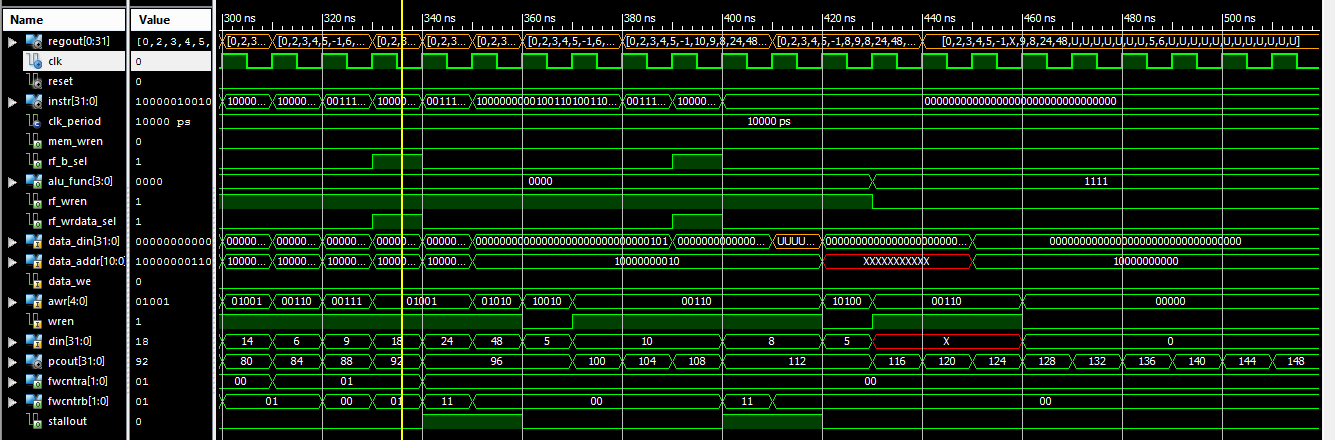 Name Value 300 ns 320 ns 340 ns 360 ns 380 ns 400 ns 420 ns 440 ns 460 ns 480 ns 500 ns
regout[0:31] [0,2,3,4,5, [0,2,3... [0,2,3,4,5,-1,6,... [0,2,3... [0,2,3... [0,2,3... [0,2,3,4,5,-1,6,... [0,2,3,4,5,-1,10,9,8,24,48,... [0,2,3,4,5,-1,8,9,8,24,48,... [0,2,3,4,5,-1,X,9,8,24,48,U,U,U,U,U,U,5,6,U,U,U,U,U,U,U,U,U,U,U,U]
clk 0
reset 0
instr[31:0] 10000010010 10000... 10000... 00111... 10000... 00111... 1000000000100110100110... 00111... 10000... 00000000000000000000000000000000
clk_period 10000 ps 10000 ps
mem_wren 0
rf_b_sel 1
alu_func[3:0] 0000 0000 1111
rf_wren 1
rf_wrdata_sel 1
data_din[31:0] 00000000000 00000... 00000... 00000... 00000... 00000... 00000000000000000000000000000101 0000000000000... UUUU... 0000000000000000000000... 00000000000000000000000000000000
data_addr[10:0] 10000000110 10000... 10000... 10000... 10000... 10000... 10000000010 XXXXXXXXXXX 10000000000
data_we 0
awr[4:0] 01001 01001 00110 00111 01001 01010 10010 00110 10100 00110 00000
wren 1
din[31:0] 18 14 6 9 18 24 48 5 10 8 5 X 0
pcout[31:0] 92 80 84 88 92 96 100 104 108 112 116 120 124 128 132 136 140 144 148
fwcntra[1:0] 01 00 01 00
fwcntrb[1:0] 01 01 00 01 11 00 11 00
stallout 0